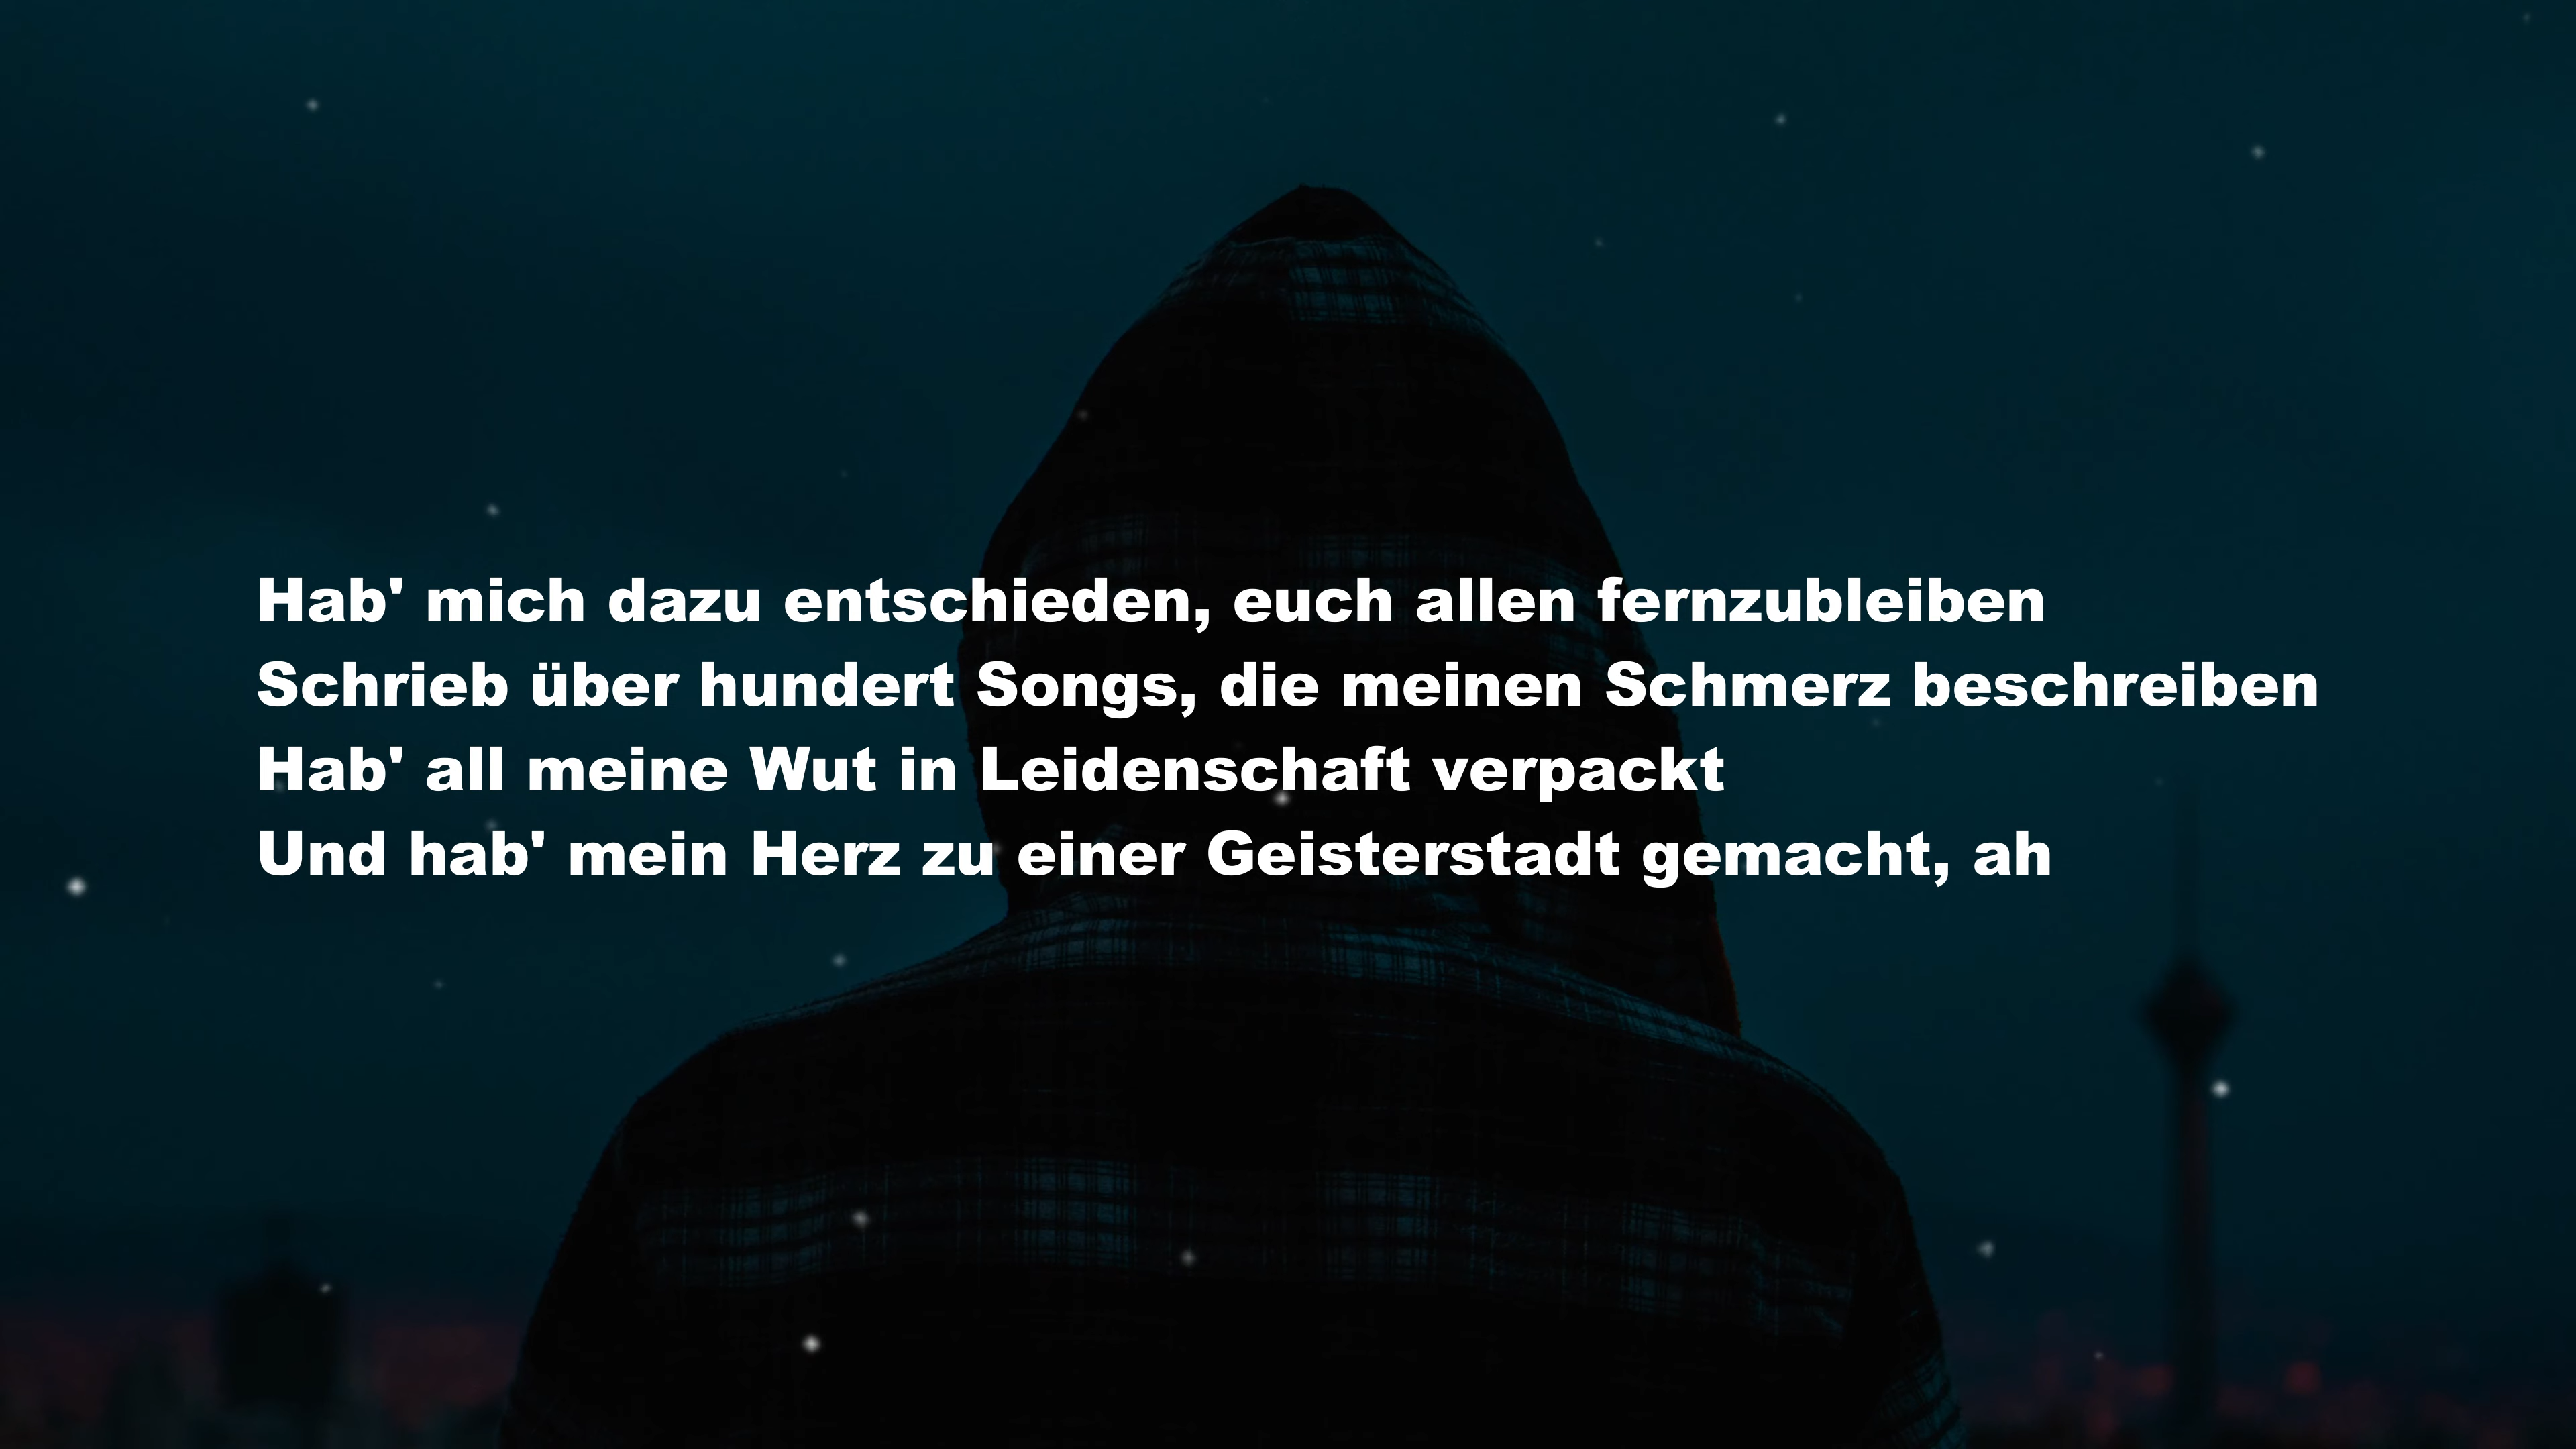 Hab' mich dazu entschieden, euch allen fernzubleiben
Schrieb über hundert Songs, die meinen Schmerz beschreiben
Hab' all meine Wut in Leidenschaft verpackt
Und hab' mein Herz zu einer Geisterstadt gemacht, ah